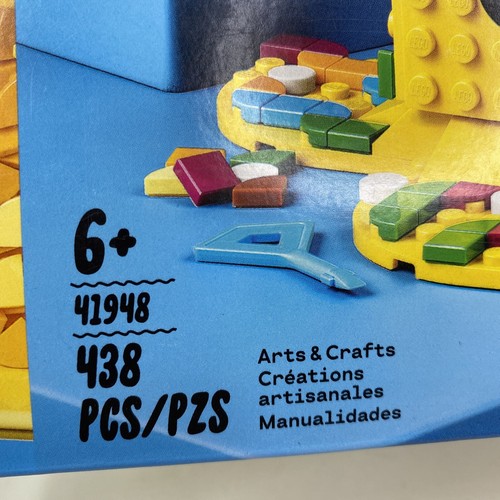 6+
41948
438
PCS/PZS
Arts & Crafts
Créations
artisanales
Manualidades